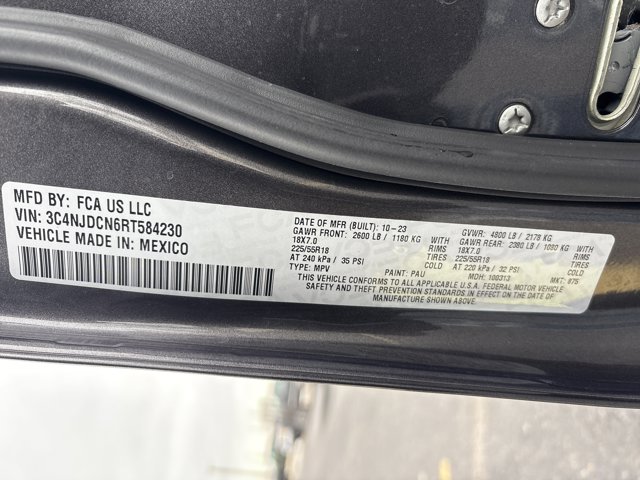 MFD BY: FCA US LLC
VIN: 3C4NJDCN6RT584230
VEHICLE MADE IN: MEXICO
DATE OF MFR (BUILT): 10-23 GVWR: 4800 LB / 2178 KG
GAWR FRONT: 2600 LB / 1180 KG WITH GAWR REAR: 2380 LB / 1080 KG WITH
18X7.0 RIMS 18X7.0 RIMS
225/55R18 TIRES 225/55R18 TIRES
AT 240 kPa / 35 PSI COLD AT 220 kPa / 32 PSI COLD
TYPE: MPV PAINT: PAU MDH: 100313 MKT: 875
THIS VEHICLE CONFORMS TO ALL APPLICABLE U.S.A. FEDERAL MOTOR VEHICLE
SAFETY AND THEFT PREVENTION STANDARDS IN EFFECT ON THE DATE OF
MANUFACTURE SHOWN ABOVE.